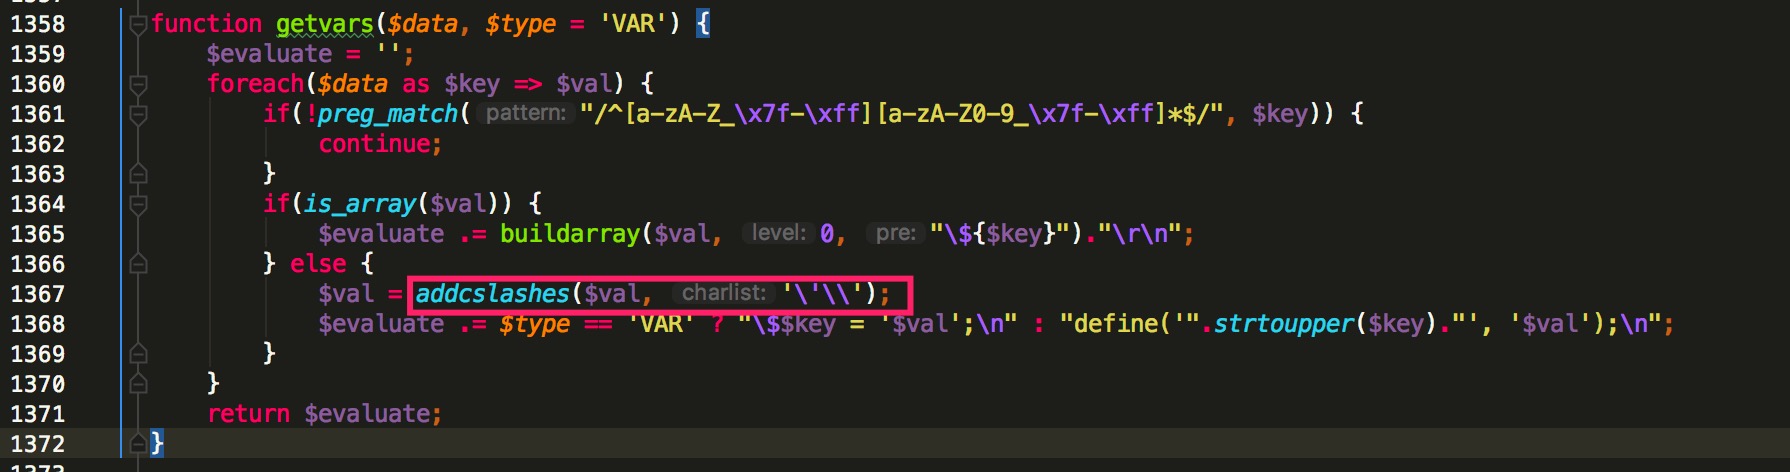 1358 function getvars($data, $type = 'VAR') {
1359 $evaluate = '';
1360 foreach($data as $key => $val) {
1361 if(!preg_match( pattern: "/^[a-zA-Z_\x7f-\xff][a-zA-Z0-9_\x7f-\xff]*$/", $key)) {
1362 continue;
1363 }
1364 if(is_array($val)) {
1365 $evaluate .= buildarray($val, level: 0, pre: "\${$key}")."\r\n";
1366 } else {
1367 $val = addcslashes($val, charlist: '\'\\');
1368 $evaluate .= $type == 'VAR' ? "\$$key = '$val';\n" : "define('".strtoupper($key)."', '$val');\n";
1369 }
1370 }
1371 return $evaluate;
1372 }